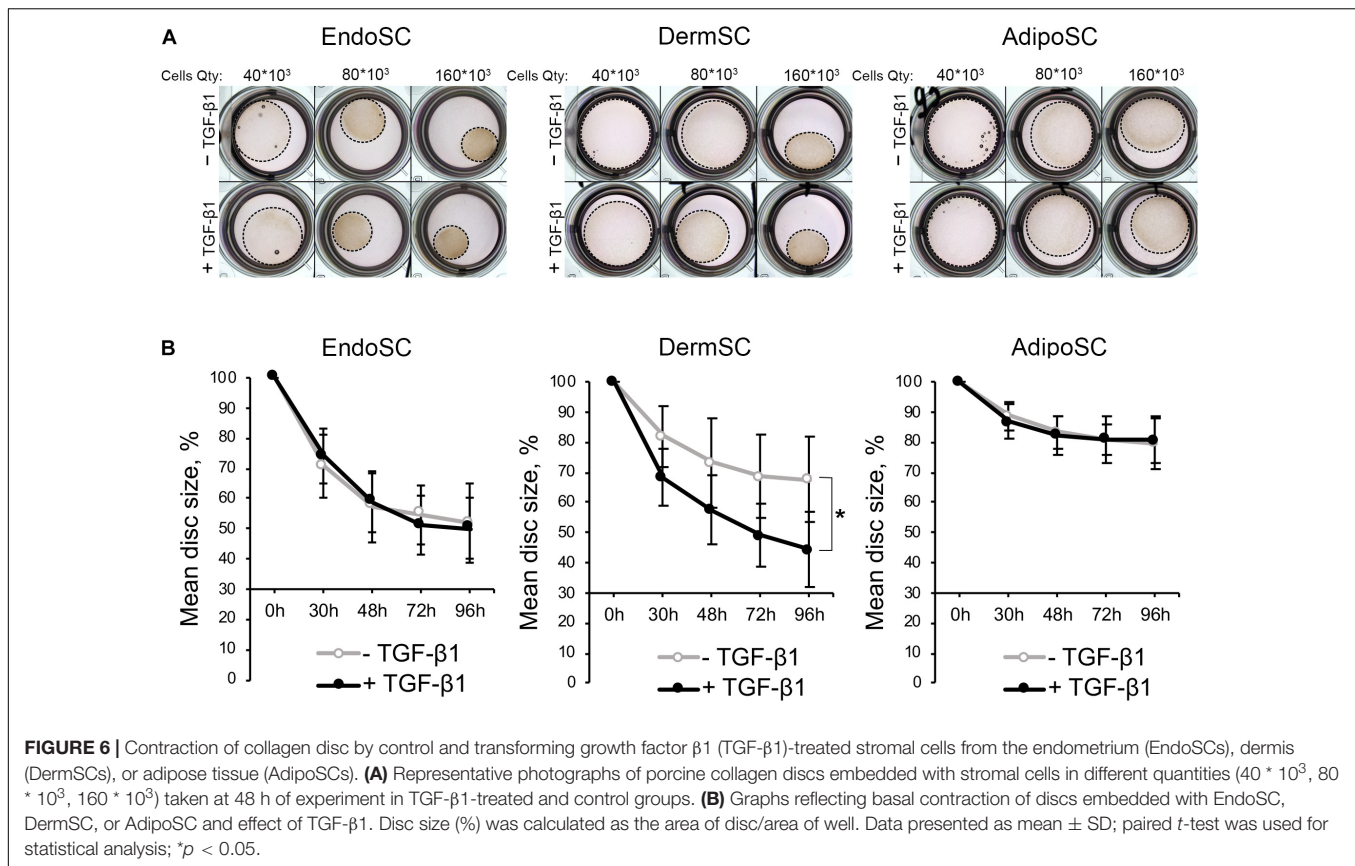 A
EndoSC
DermSC
AdipoSC
Cells Qty: 40*10³ 80*10³ 160*10³
Cells Qty: 40*10³ 80*10³ 160*10³
Cells Qty: 40*10³ 80*10³ 160*10³
− TGF-β1
+ TGF-β1
− TGF-β1
+ TGF-β1
− TGF-β1
+ TGF-β1
B
EndoSC
Mean disc size, %
100
90
80
70
60
50
40
30
20
10
0
0h 30h 48h 72h 96h
- TGF-β1
+ TGF-β1
DermSC
Mean disc size, %
100
90
80
70
60
50
40
30
20
10
0
*
0h 30h 48h 72h 96h
- TGF-β1
+ TGF-β1
AdipoSC
Mean disc size, %
100
90
80
70
60
50
40
30
20
10
0
0h 30h 48h 72h 96h
- TGF-β1
+ TGF-β1
FIGURE 6 | Contraction of collagen disc by control and transforming growth factor β1 (TGF-β1)-treated stromal cells from the endometrium (EndoSCs), dermis
(DermSCs), or adipose tissue (AdipoSCs). (A) Representative photographs of porcine collagen discs embedded with stromal cells in different quantities (40 * 10³, 80
* 10³, 160 * 10³) taken at 48 h of experiment in TGF-β1-treated and control groups. (B) Graphs reflecting basal contraction of discs embedded with EndoSC,
DermSC, or AdipoSC and effect of TGF-β1. Disc size (%) was calculated as the area of disc/area of well. Data presented as mean ± SD; paired t-test was used for
statistical analysis; *p < 0.05.